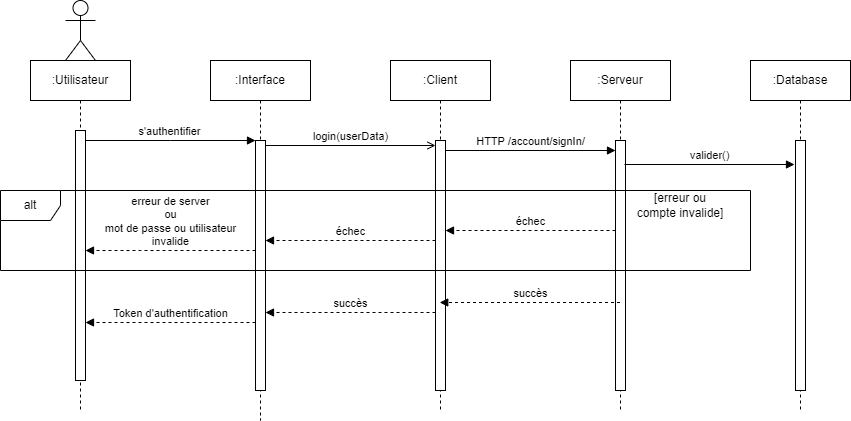 :Utilisateur
:Interface
:Client
:Serveur
:Database
s'authentifier
login(userData)
HTTP /account/signIn/
valider()
alt
erreur de server
ou
mot de passe ou utilisateur
invalide
échec
échec
[erreur ou
compte invalide]
Token d'authentification
succès
succès